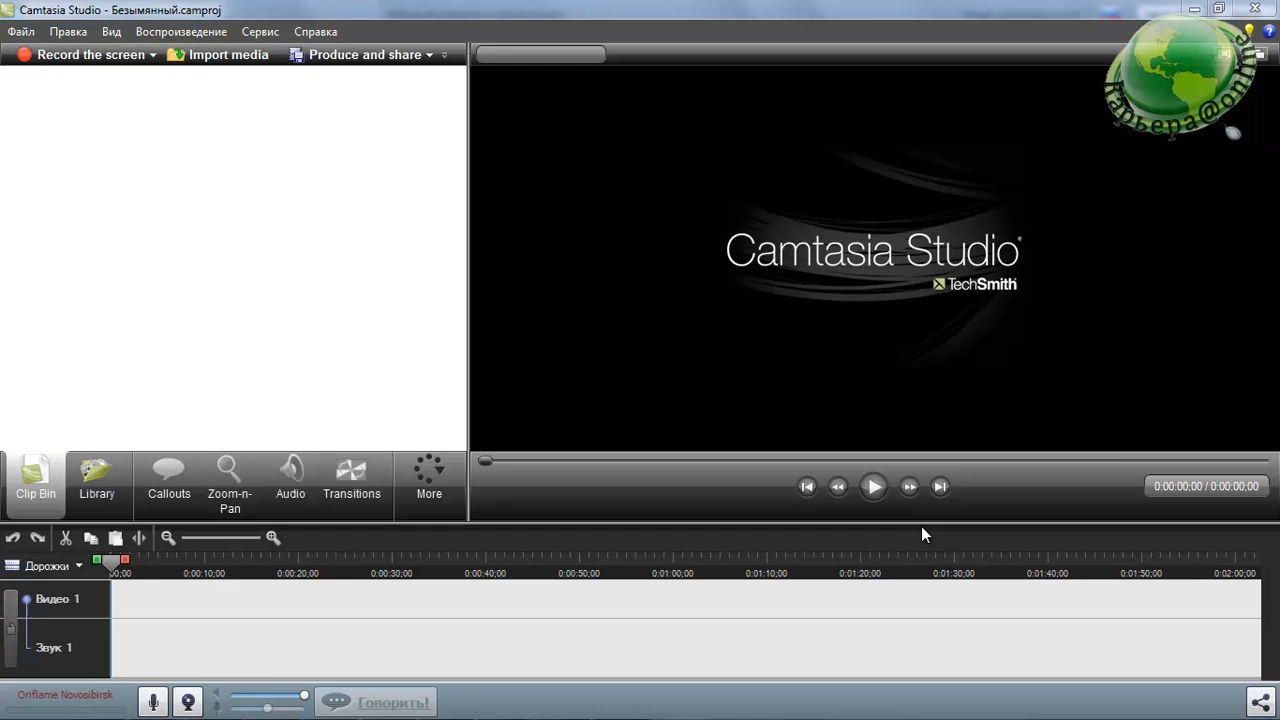 Camtasia Studio - Безымянный.camproj
Файл Правка Вид Воспроизведение Сервис Справка
Record the screen Import media Produce and share
Карьера@online
Camtasia Studio
TechSmith
Clip Bin Library Callouts Zoom-n-Pan Audio Transitions More
0:00:00;00 / 0:00:00;00
Дорожки 00;00 0:00:10;00 0:00:20;00 0:00:30;00 0:00:40;00 0:00:50;00 0:01:00;00 0:01:10;00 0:01:20;00 0:01:30;00 0:01:40;00 0:01:50;00 0:02:00;00
Видео 1
Звук 1
Oriflame Novosibirsk Говорить!